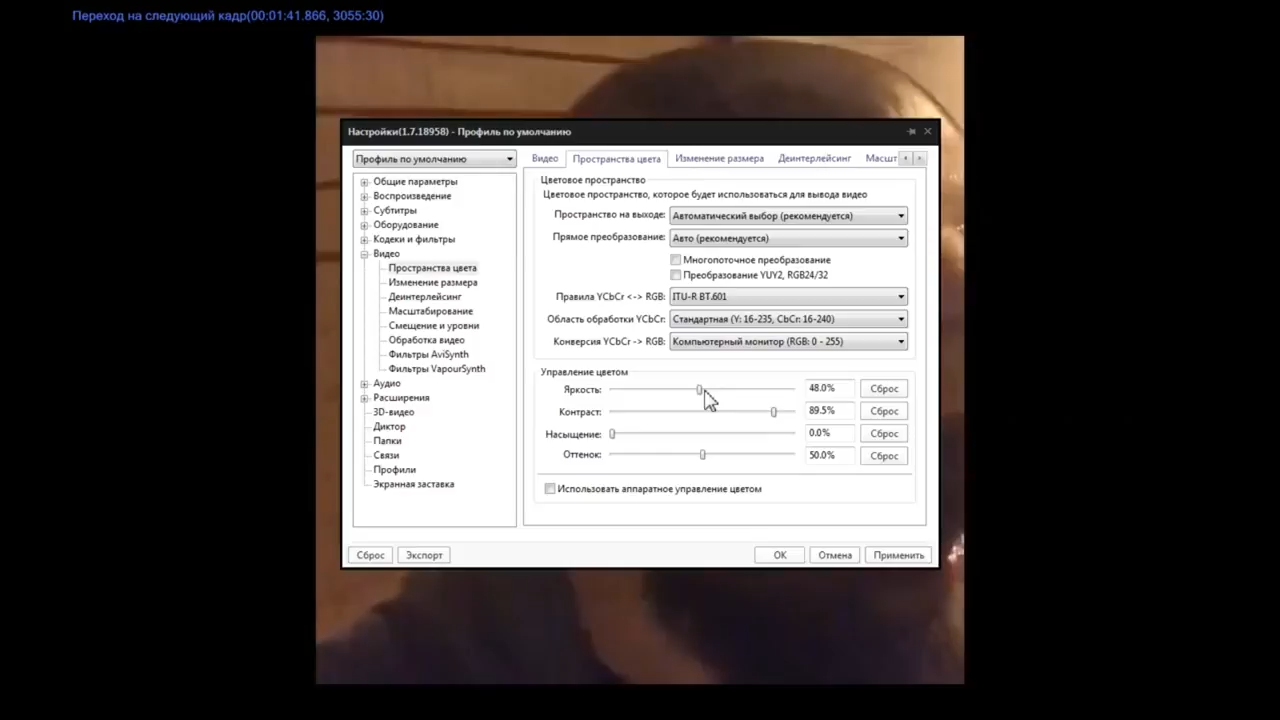 Переход на следующий кадр(00:01:41.866, 3055:30)
Настройки(1.7.18958) - Профиль по умолчанию
Профиль по умолчанию
Общие параметры
Воспроизведение
Субтитры
Оборудование
Кодеки и фильтры
Видео
Пространства цвета
Изменение размера
Деинтерлейсинг
Масштабирование
Смещение и уровни
Обработка видео
Фильтры AviSynth
Фильтры VapourSynth
Аудио
Расширения
3D-видео
Диктор
Папки
Связи
Профили
Экранная заставка
Видео Пространства цвета Изменение размера Деинтерлейсинг Масшт
Цветовое пространство
Цветовое пространство, которое будет использоваться для вывода видео
Пространство на выходе: Автоматический выбор (рекомендуется)
Прямое преобразование: Авто (рекомендуется)
Многопоточное преобразование
Преобразование YUY2, RGB24/32
Правила YCbCr <-> RGB: ITU-R BT.601
Область обработки YCbCr: Стандартная (Y: 16-235, CbCr: 16-240)
Конверсия YCbCr -> RGB: Компьютерный монитор (RGB: 0 - 255)
Управление цветом
Яркость: 48.0% Сброс
Контраст: 89.5% Сброс
Насыщение: 0.0% Сброс
Оттенок: 50.0% Сброс
Использовать аппаратное управление цветом
Сброс Экспорт OK Отмена Применить